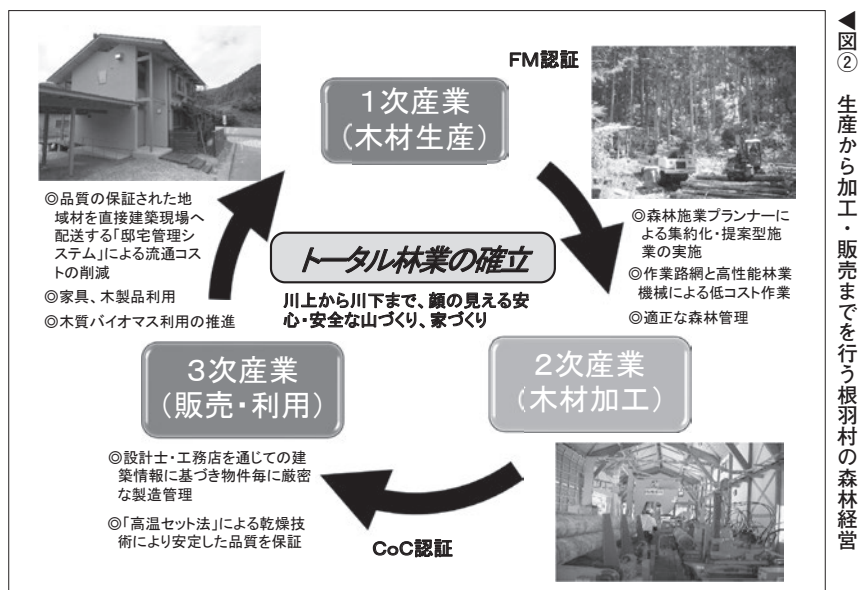 ◀図② 生産から加工・販売までを行う根羽村の森林経営
FM認証
1次産業
(木材生産)
◎森林施業プランナーに
よる集約化・提案型施
業の実施
◎作業路網と高性能林業
機械による低コスト作業
◎適正な森林管理
トータル林業の確立
川上から川下まで、顔の見える安
心・安全な山づくり、家づくり
2次産業
(木材加工)
CoC認証
◎設計士・工務店を通じての建
築情報に基づき物件毎に厳密
な製造管理
◎「高温セット法」による乾燥技
術により安定した品質を保証
3次産業
(販売・利用)
◎品質の保証された地
域材を直接建築現場へ
配送する「邸宅管理シ
ステム」による流通コス
トの削減
◎家具、木製品利用
◎木質バイオマス利用の推進